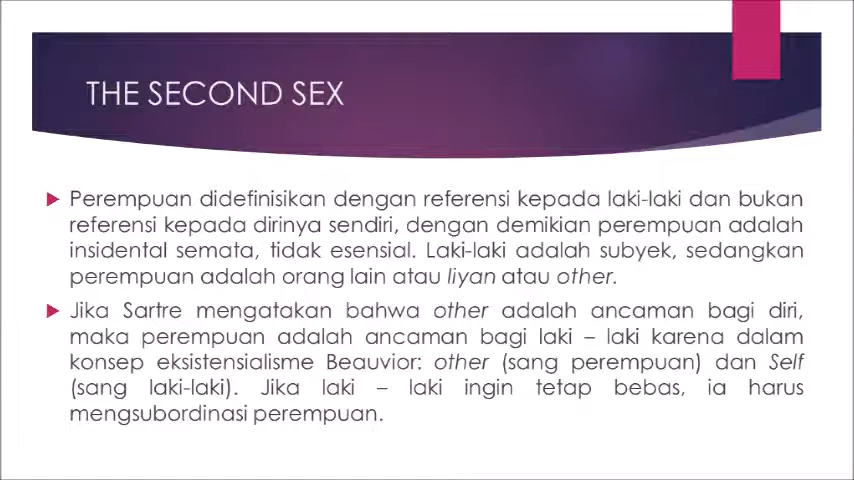 THE SECOND SEX
Perempuan didefinisikan dengan referensi kepada laki-laki dan bukan
referensi kepada dirinya sendiri, dengan demikian perempuan adalah
insidental semata, tidak esensial. Laki-laki adalah subyek, sedangkan
perempuan adalah orang lain atau liyan atau other.
Jika Sartre mengatakan bahwa other adalah ancaman bagi diri,
maka perempuan adalah ancaman bagi laki – laki karena dalam
konsep eksistensialisme Beauvior: other (sang perempuan) dan Self
(sang laki-laki). Jika laki – laki ingin tetap bebas, ia harus
mengsubordinasi perempuan.